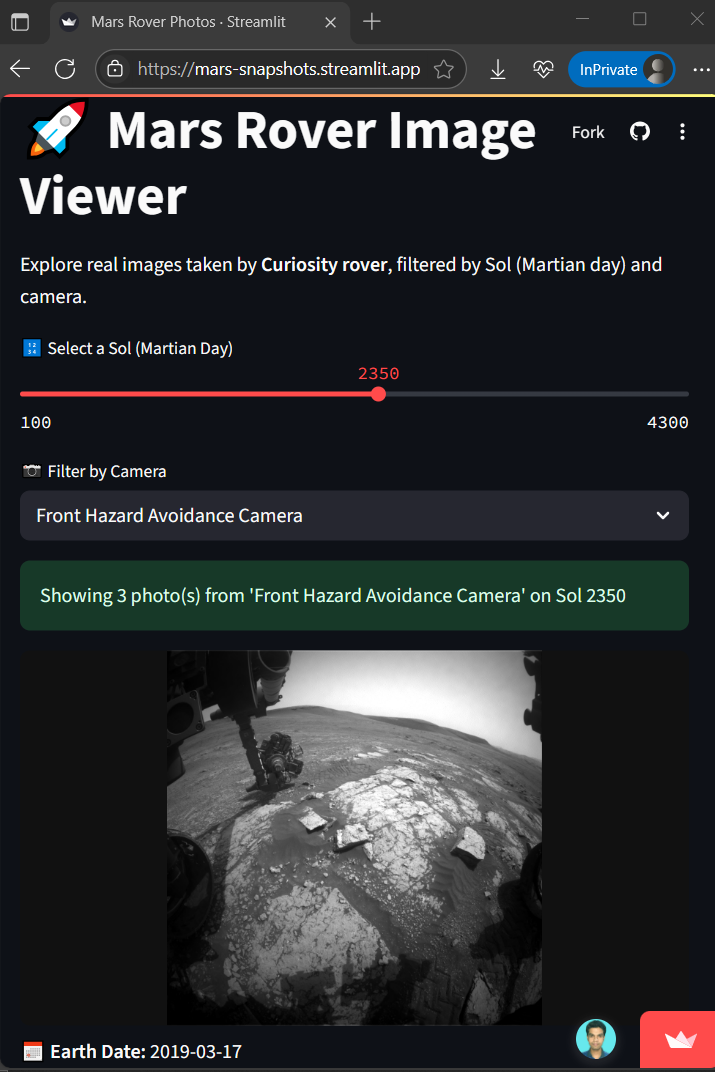 Mars Rover Photos · Streamlit
https://mars-snapshots.streamlit.app
InPrivate
Mars Rover Image
Viewer
Fork
Explore real images taken by Curiosity rover, filtered by Sol (Martian day) and
camera.
Select a Sol (Martian Day)
2350
100
4300
Filter by Camera
Front Hazard Avoidance Camera
Showing 3 photo(s) from 'Front Hazard Avoidance Camera' on Sol 2350
Earth Date: 2019-03-17